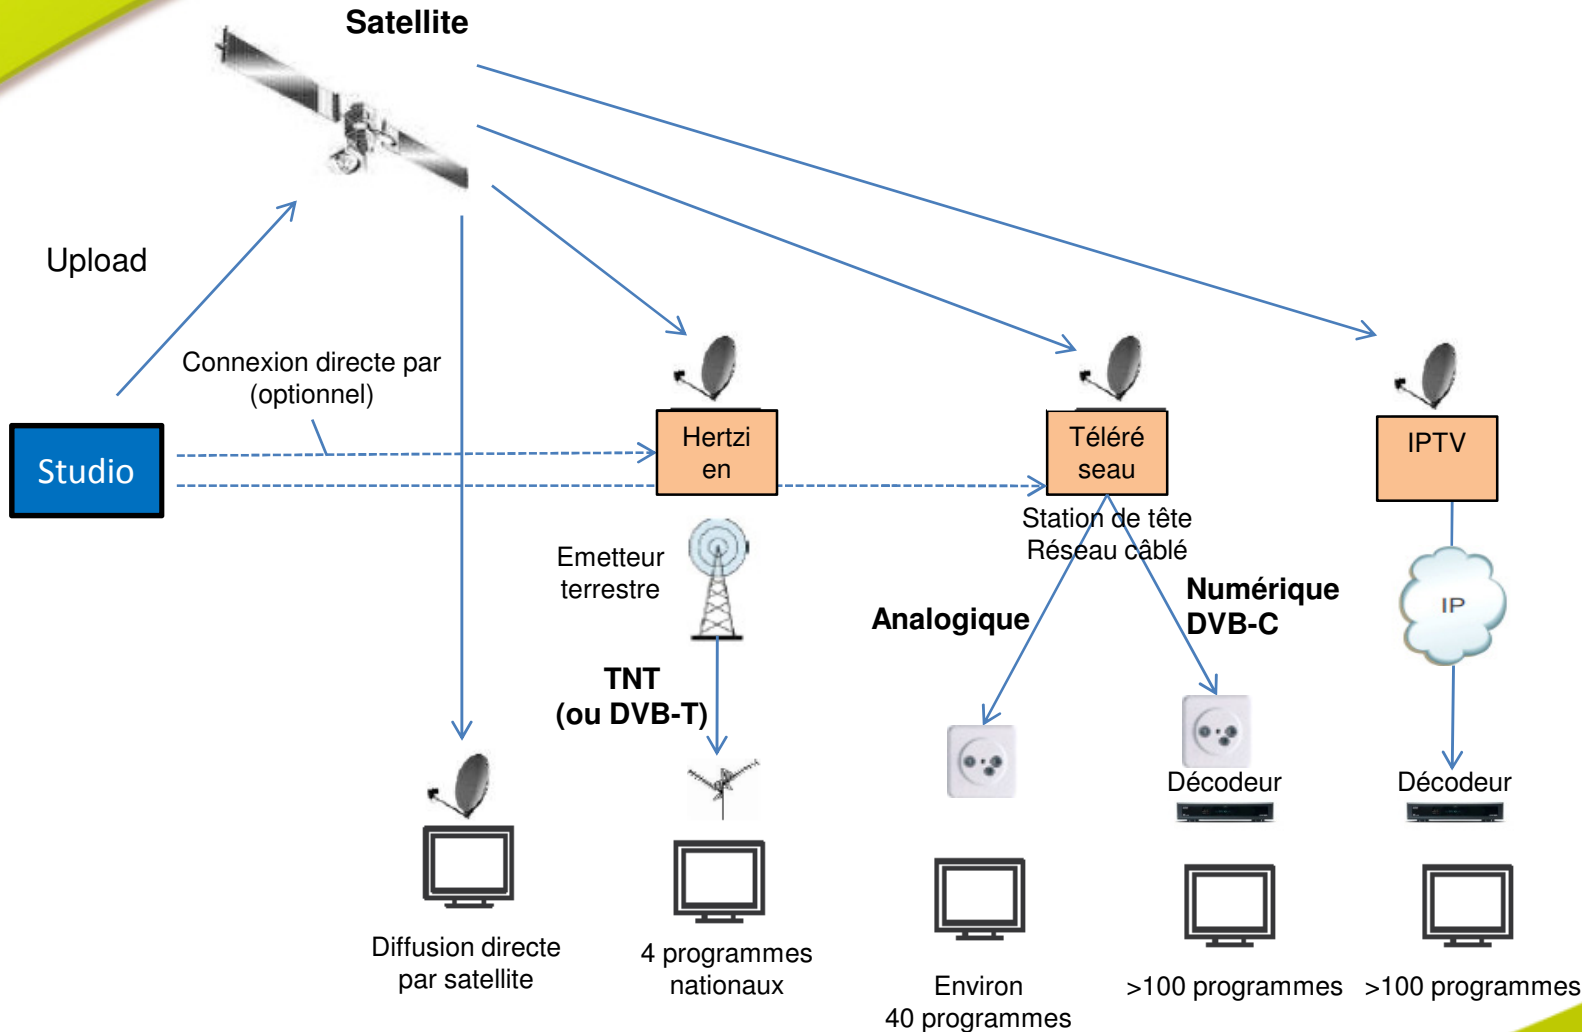 Satellite
Upload
Connexion directe par
(optionnel)
Studio
Hertzi
en
Téléré
seau
IPTV
Station de tête
Réseau câblé
Emetteur
terrestre
Analogique
Numérique
DVB-C
IP
TNT
(ou DVB-T)
Décodeur
Décodeur
Diffusion directe
par satellite
4 programmes
nationaux
Environ
40 programmes
>100 programmes
>100 programmes